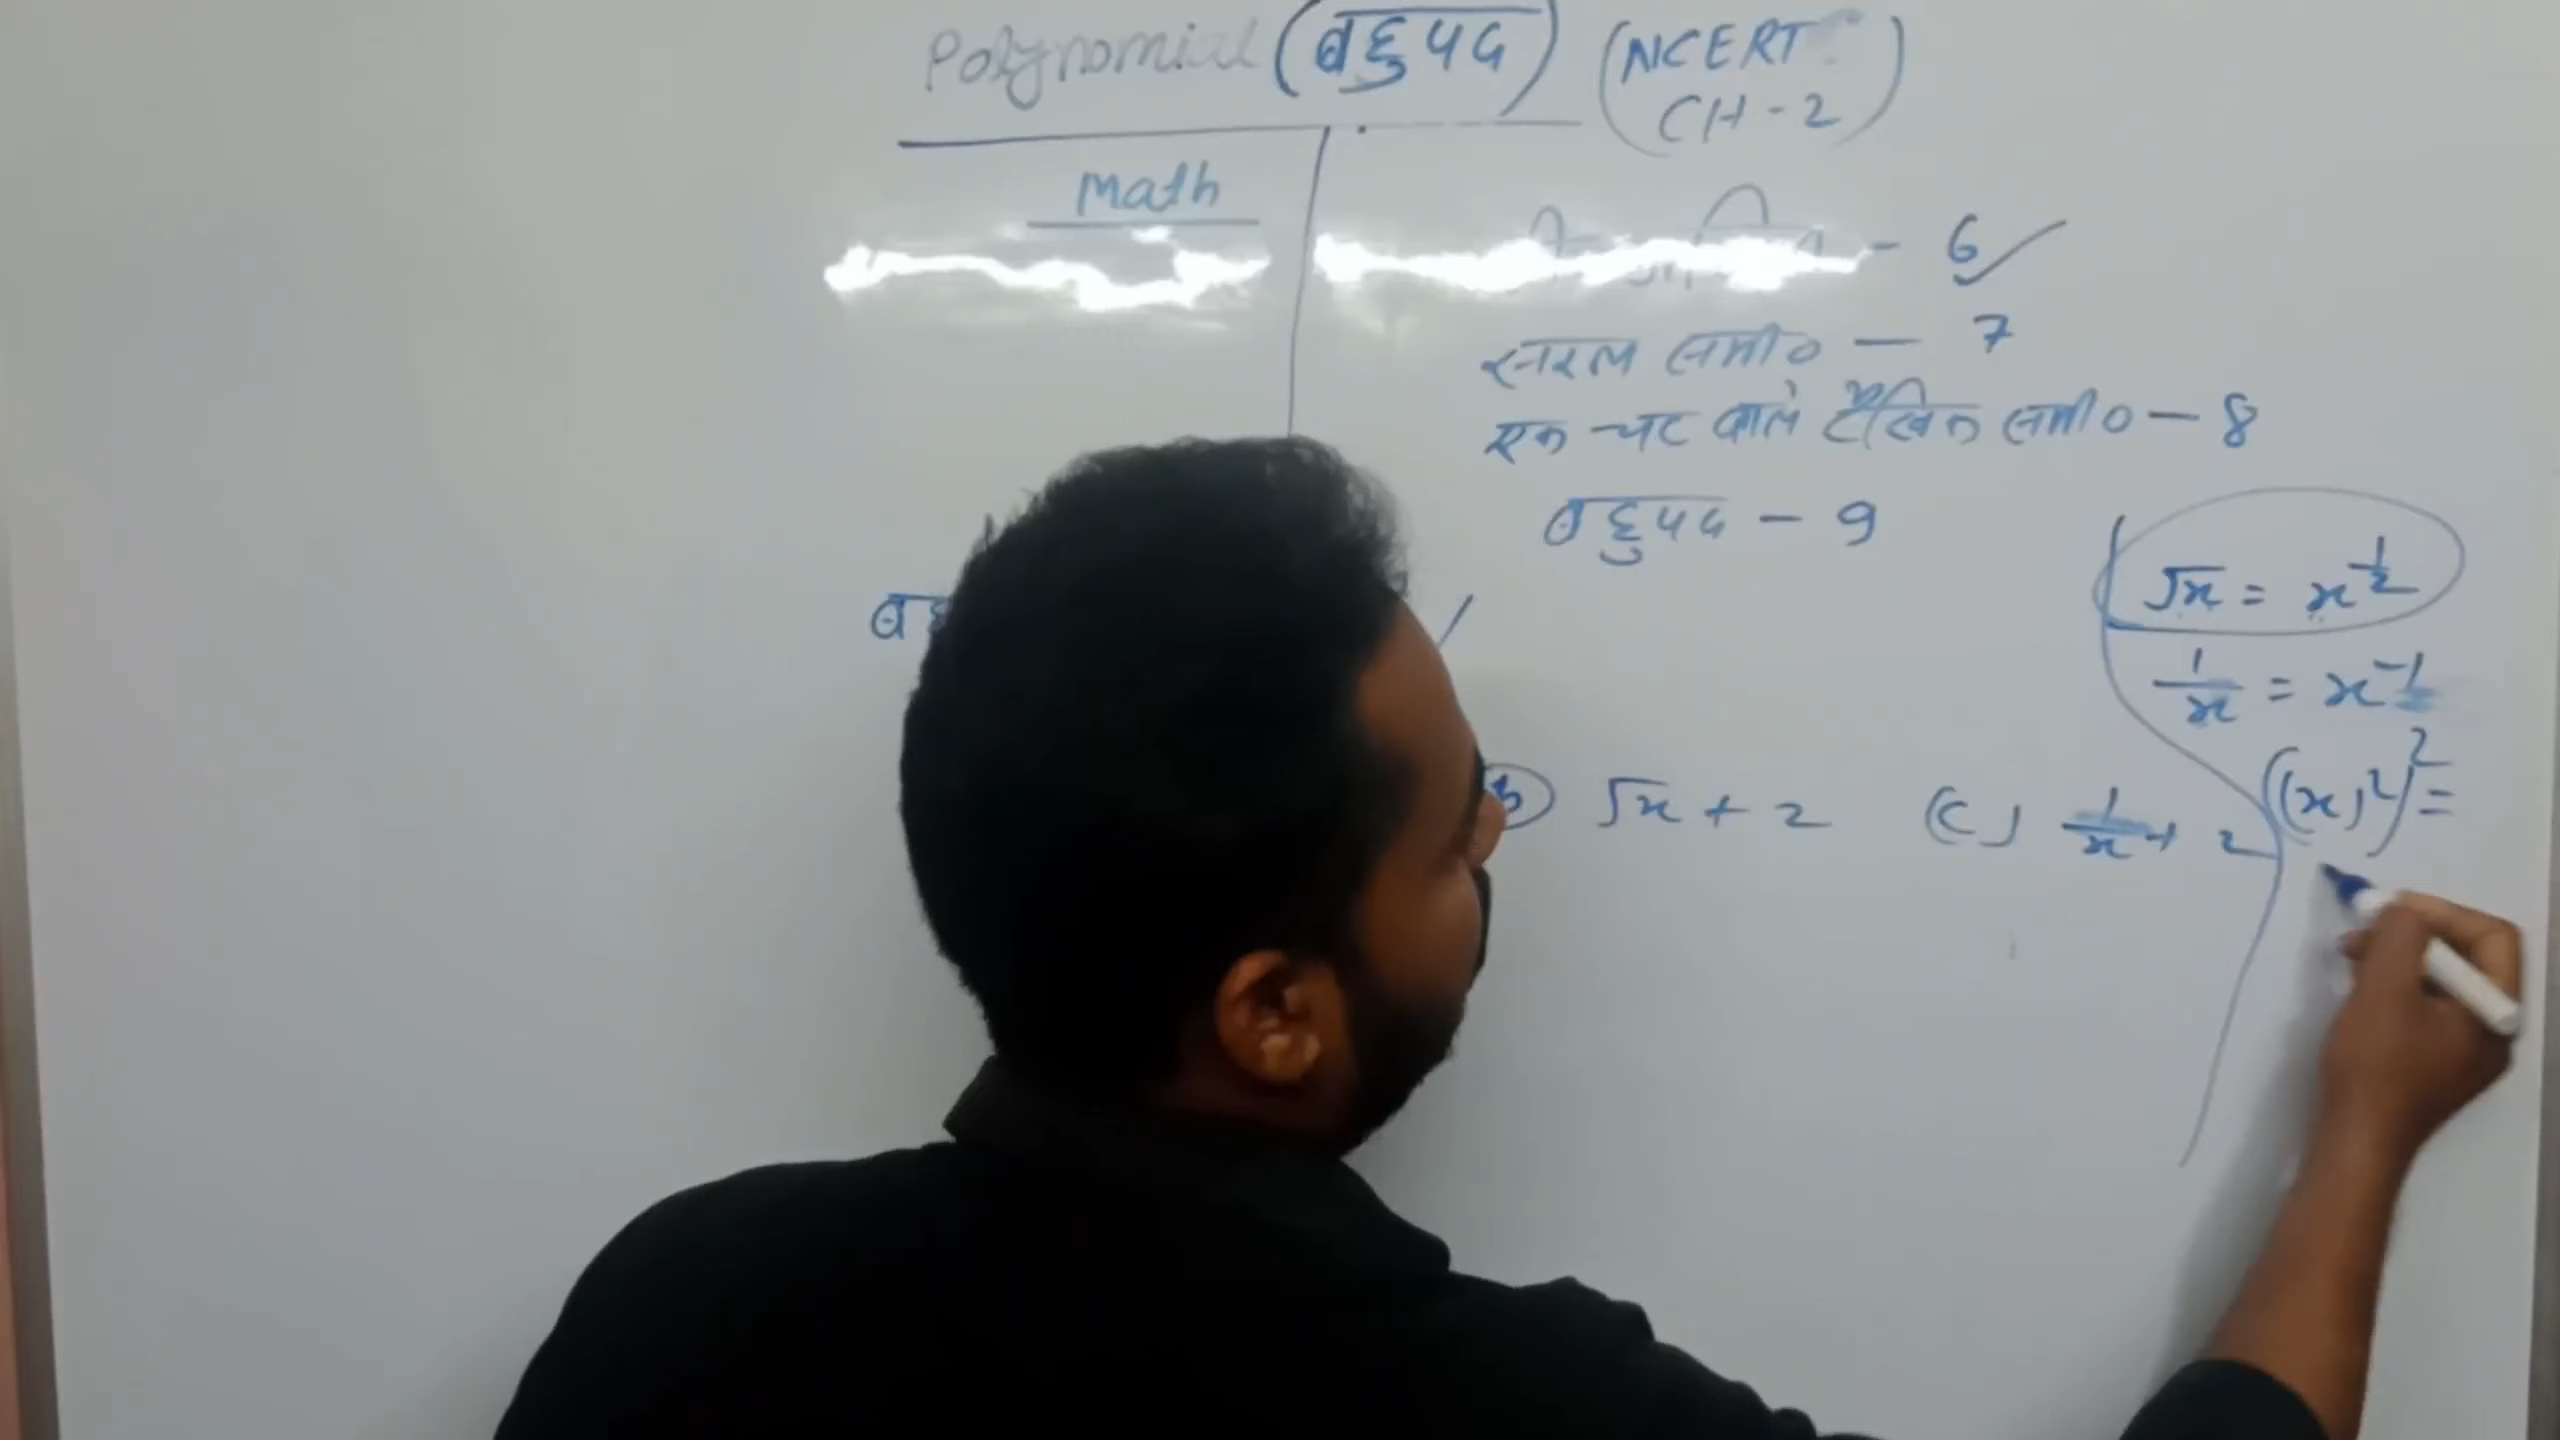 Polynomial (बहुपद) (NCERT CH-2)
Math
- 6
सरल समी० - 7
एक चर वाले रैखिक समी० - 8
बहुपद - 9
√x = x^1/2
1/x = x^-1
((x)^2)^2 =
(b) √x + 2 (c) 1/x + 2